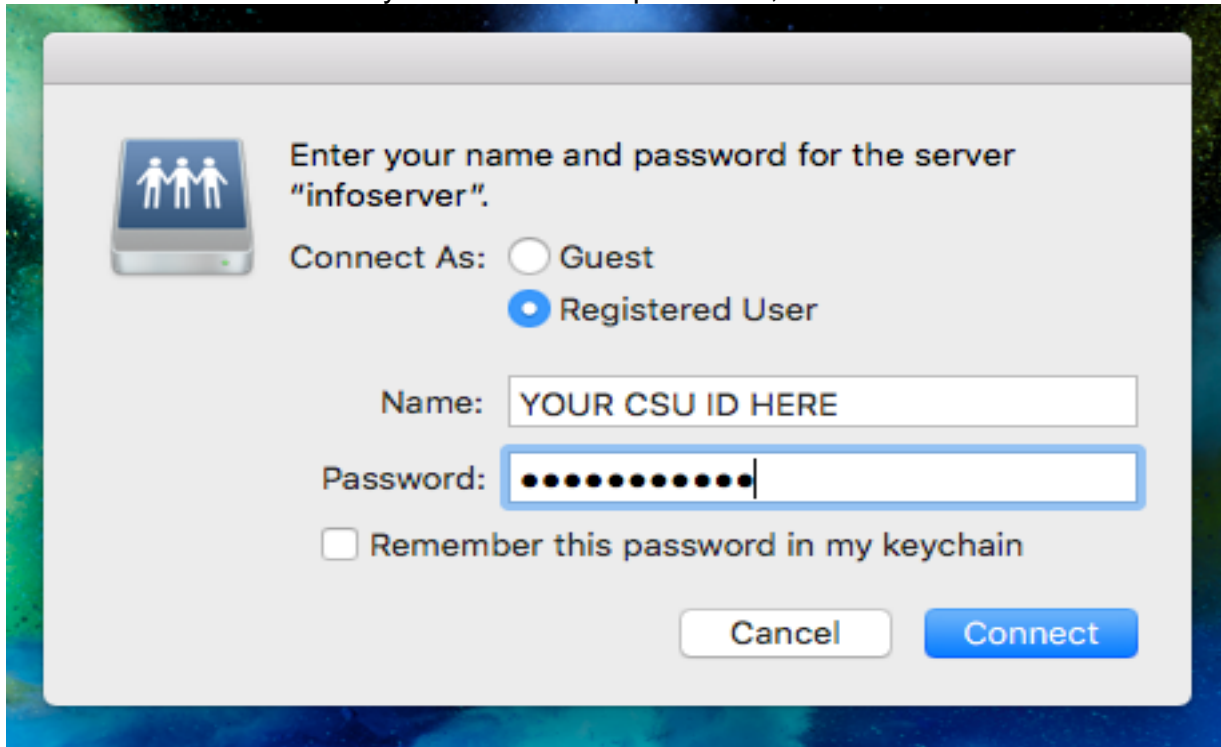 Enter your name and password for the server
"infoserver".
Connect As: Guest
Registered User
Name: YOUR CSU ID HERE
Password: •••••••••••
Remember this password in my keychain
Cancel Connect